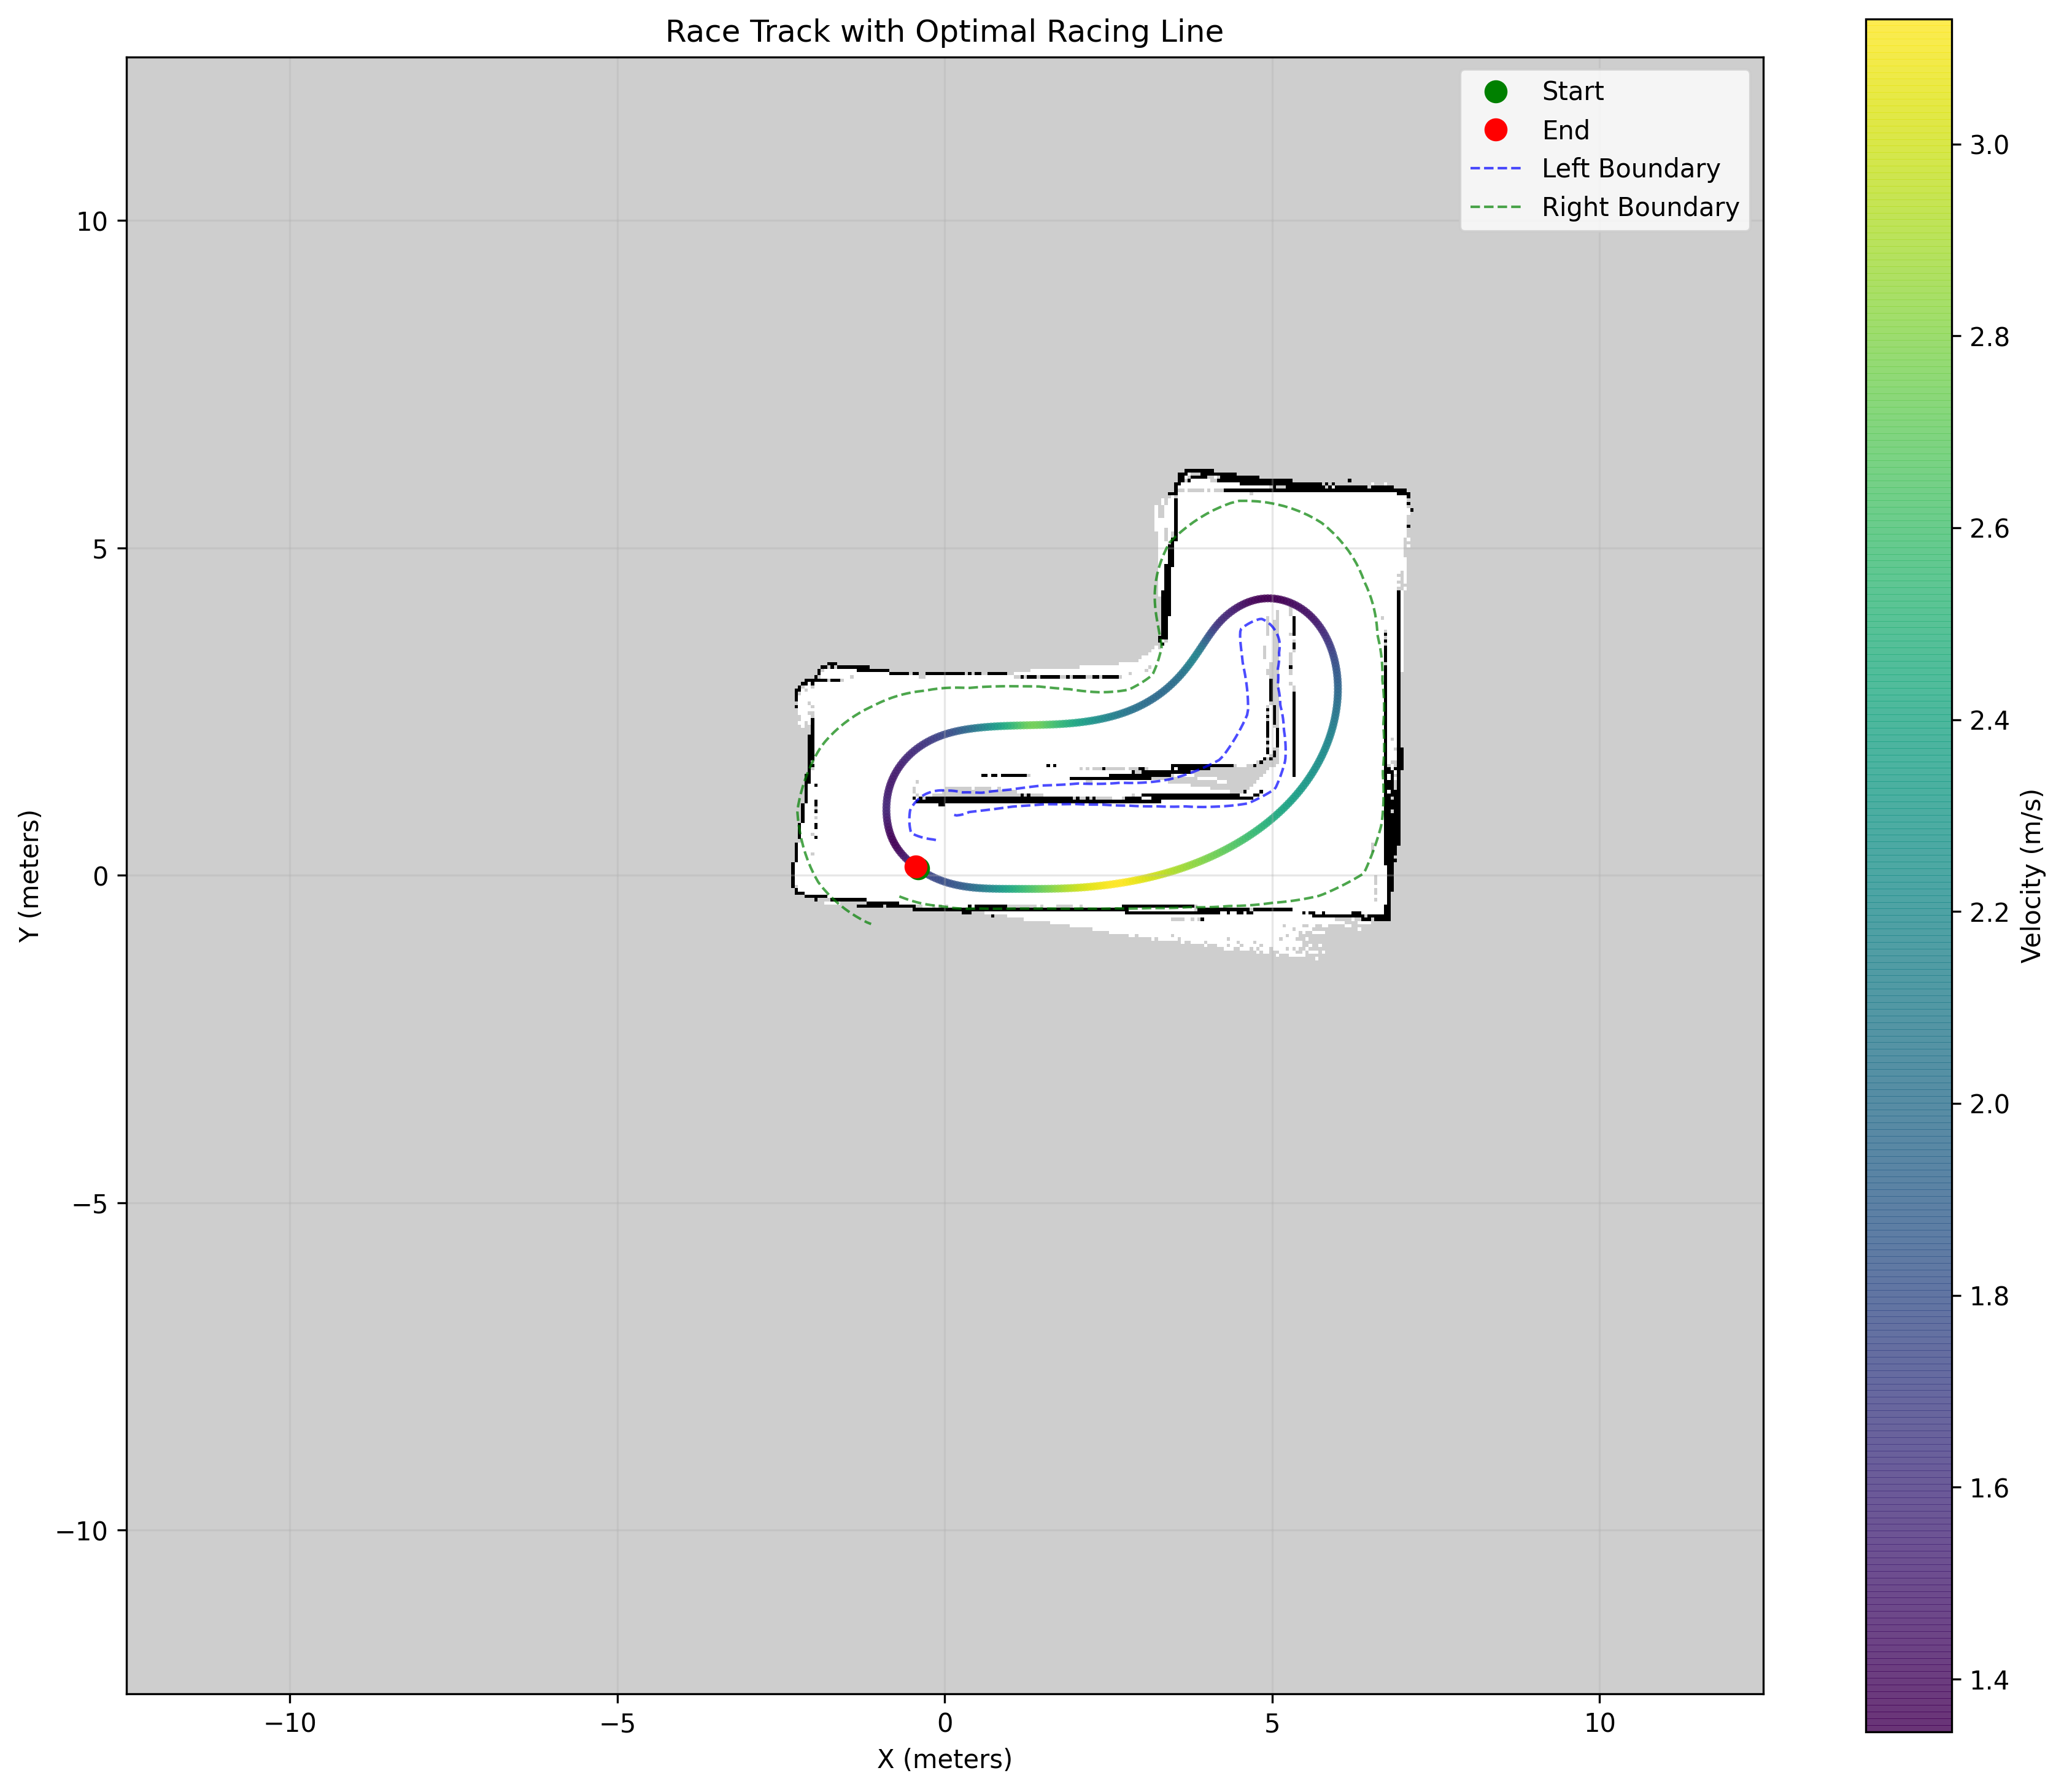 Race Track with Optimal Racing Line
Start
End
Left Boundary
Right Boundary
10
5
0
−5
−10
Y (meters)
−10
−5
0
5
10
X (meters)
3.0
2.8
2.6
2.4
2.2
2.0
1.8
1.6
1.4
Velocity (m/s)